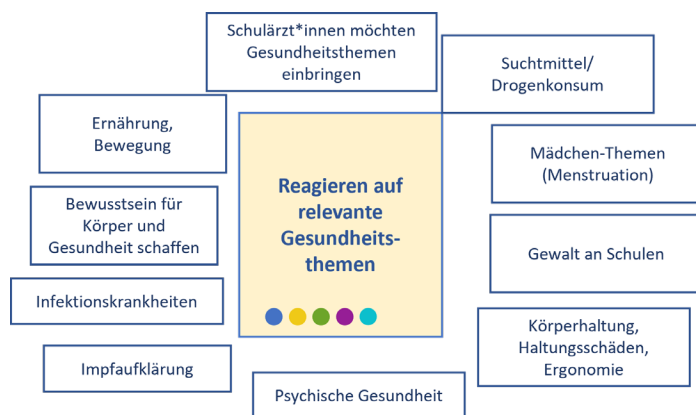 Schulärzt*innen möchten
Gesundheitsthemen
einbringen
Suchtmittel/
Drogenkonsum
Ernährung,
Bewegung
Mädchen-Themen
(Menstruation)
Reagieren auf
relevante
Gesundheits-
themen
Bewusstsein für
Körper und
Gesundheit schaffen
Gewalt an Schulen
Infektionskrankheiten
Körperhaltung,
Haltungsschäden,
Ergonomie
Impfaufklärung
Psychische Gesundheit